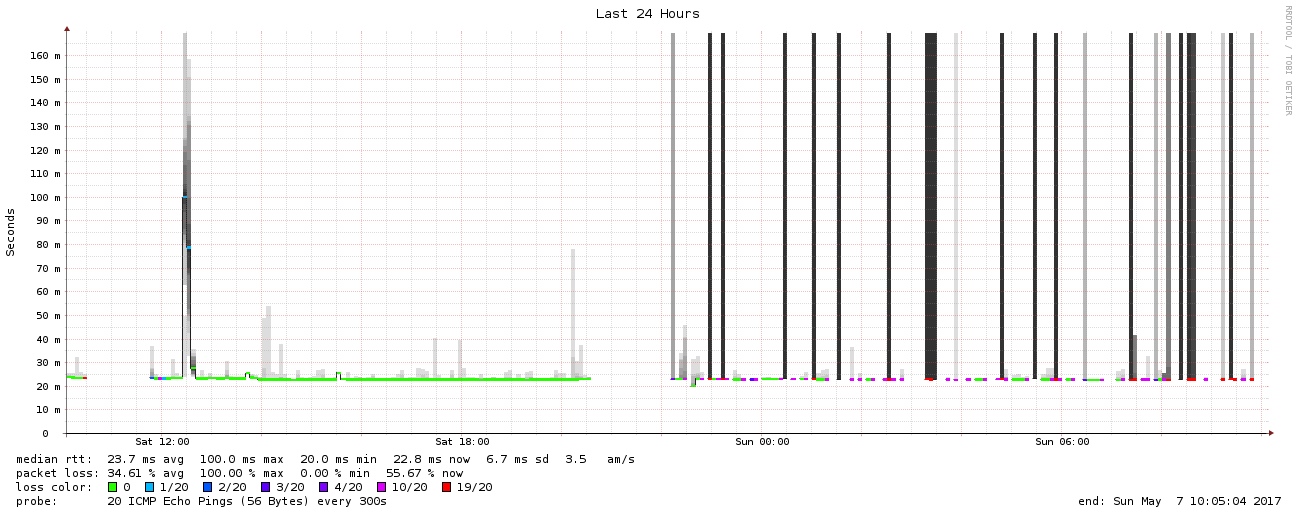 Last 24 Hours
RRDTOOL / TOBI OETIKER
Seconds
160 m
150 m
140 m
130 m
120 m
110 m
100 m
90 m
80 m
70 m
60 m
50 m
40 m
30 m
20 m
10 m
0
Sat 12:00 Sat 18:00 Sun 00:00 Sun 06:00
median rtt: 23.7 ms avg 100.0 ms max 20.0 ms min 22.8 ms now 6.7 ms sd 3.5 am/s
packet loss: 34.61 % avg 100.00 % max 0.00 % min 55.67 % now
loss color: 0 1/20 2/20 3/20 4/20 10/20 19/20
probe: 20 ICMP Echo Pings (56 Bytes) every 300s end: Sun May 7 10:05:04 2017